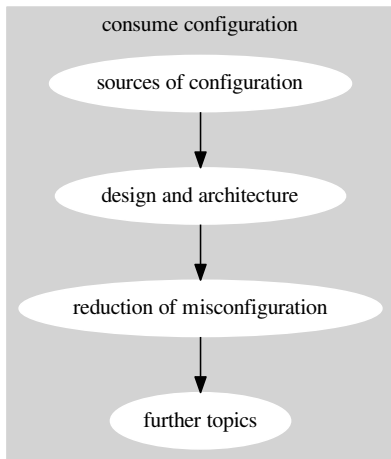 consume configuration
sources of configuration
design and architecture
reduction of misconfiguration
further topics